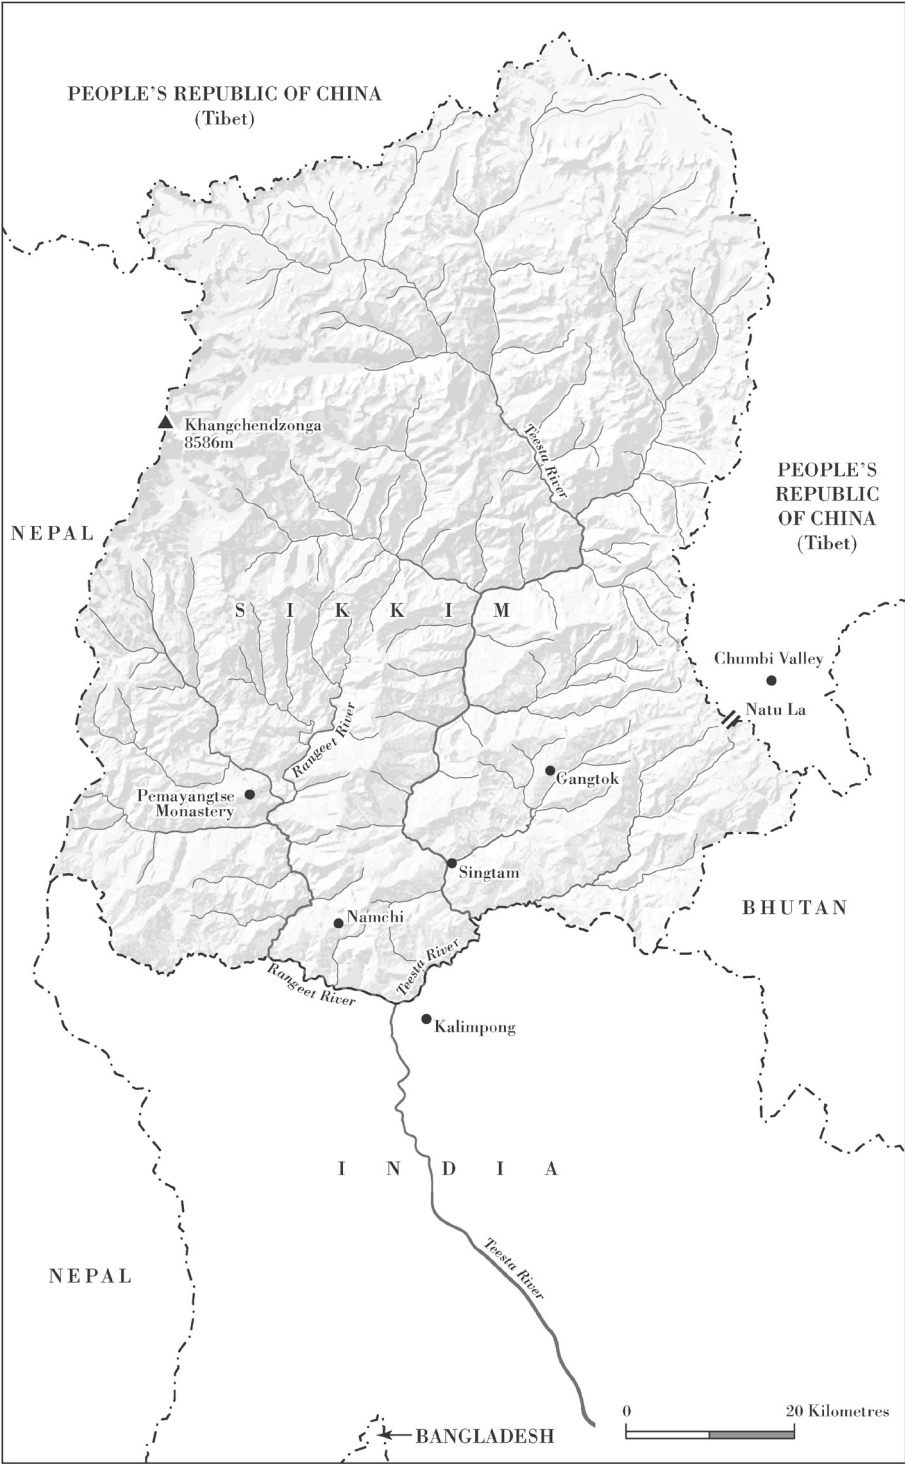 PEOPLE'S REPUBLIC OF CHINA
(Tibet)
Khangchendzonga
8586m
Teesta River
PEOPLE'S
REPUBLIC
OF CHINA
(Tibet)
NEPAL
SIKKIM
Chumbi Valley
Natu La
Rangeet River
Gangtok
Pemayangtse
Monastery
Singtam
BHUTAN
Namchi
Teesta River
Rangeet River
Kalimpong
INDIA
Teesta River
NEPAL
0 20 Kilometres
BANGLADESH